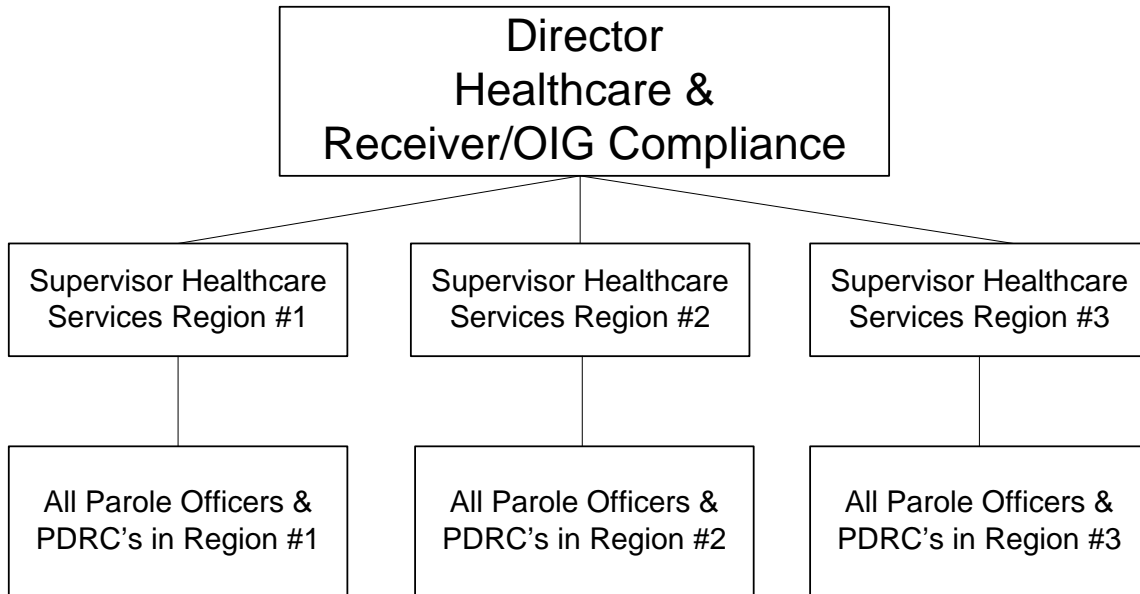 Director
Healthcare &
Receiver/OIG Compliance
Supervisor Healthcare
Services Region #1
Supervisor Healthcare
Services Region #2
Supervisor Healthcare
Services Region #3
All Parole Officers &
PDRC’s in Region #1
All Parole Officers &
PDRC’s in Region #2
All Parole Officers &
PDRC’s in Region #3